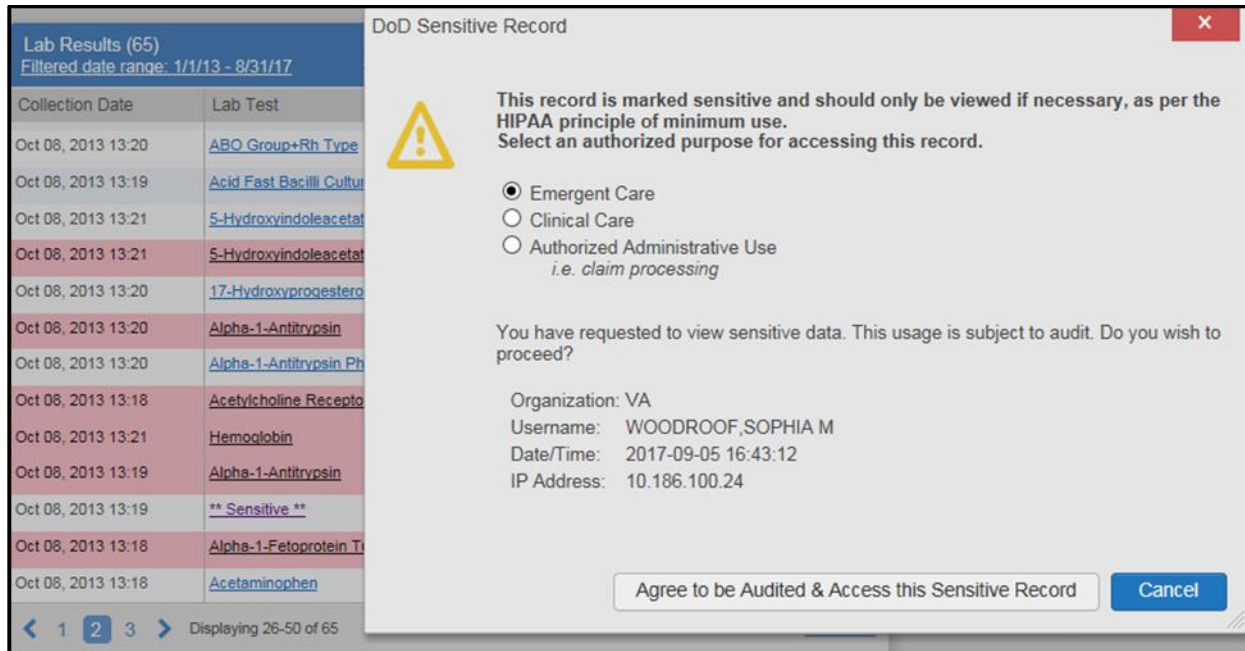 Lab Results (65)
Filtered date range: 1/1/13 - 8/31/17
Collection Date Lab Test
Oct 08, 2013 13:20 ABO Group+Rh Type
Oct 08, 2013 13:19 Acid Fast Bacilli Cultur
Oct 08, 2013 13:21 5-Hydroxyindoleacetat
Oct 08, 2013 13:21 5-Hydroxyindoleacetat
Oct 08, 2013 13:20 17-Hydroxyprogestero
Oct 08, 2013 13:20 Alpha-1-Antitrypsin
Oct 08, 2013 13:20 Alpha-1-Antitrypsin Ph
Oct 08, 2013 13:18 Acetylcholine Recepto
Oct 08, 2013 13:21 Hemoglobin
Oct 08, 2013 13:19 Alpha-1-Antitrypsin
Oct 08, 2013 13:19 ** Sensitive **
Oct 08, 2013 13:18 Alpha-1-Fetoprotein T
Oct 08, 2013 13:18 Acetaminophen
1 2 3 Displaying 26-50 of 65
DoD Sensitive Record
This record is marked sensitive and should only be viewed if necessary, as per the
HIPAA principle of minimum use.
Select an authorized purpose for accessing this record.
Emergent Care
Clinical Care
Authorized Administrative Use
i.e. claim processing
You have requested to view sensitive data. This usage is subject to audit. Do you wish to
proceed?
Organization: VA
Username: WOODROOF,SOPHIA M
Date/Time: 2017-09-05 16:43:12
IP Address: 10.186.100.24
Agree to be Audited & Access this Sensitive Record Cancel